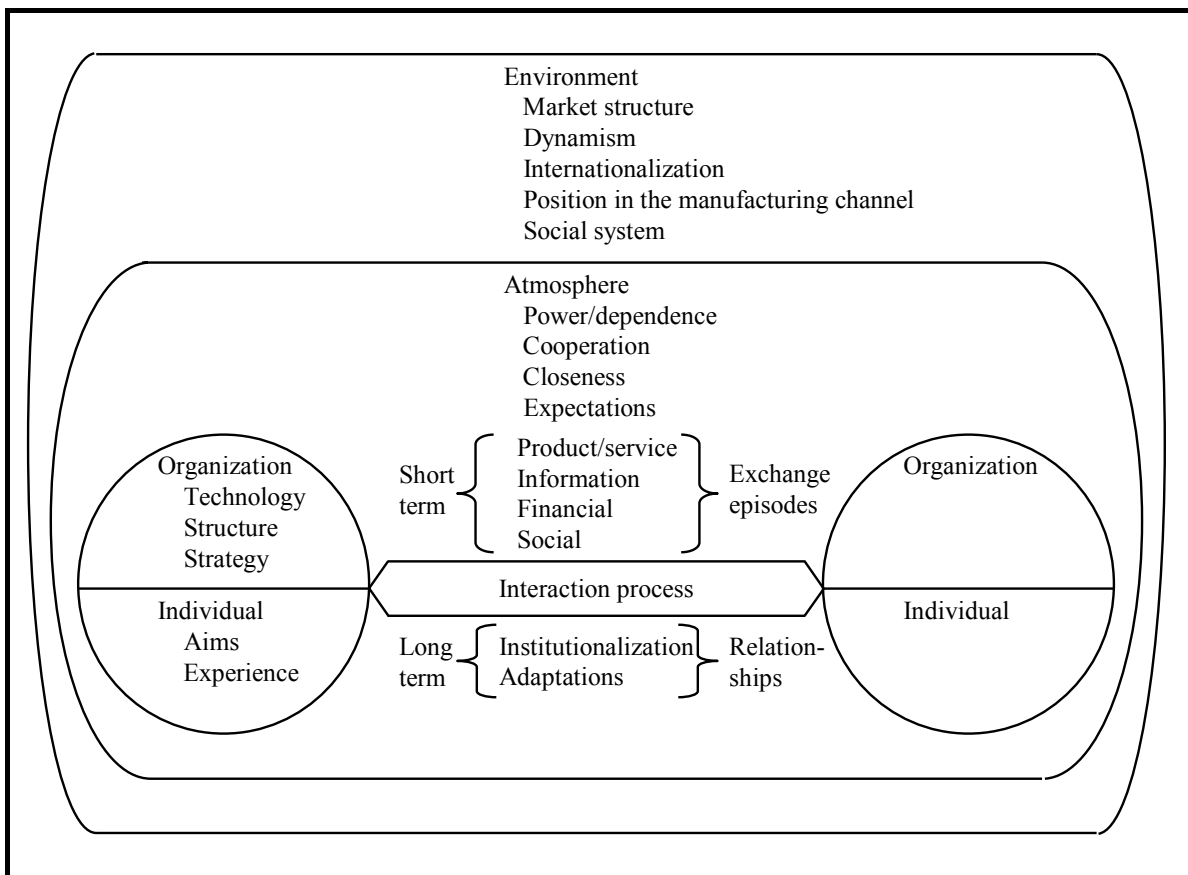 Environment
Market structure
Dynamism
Internationalization
Position in the manufacturing channel
Social system
Atmosphere
Power/dependence
Cooperation
Closeness
Expectations
Organization
Technology
Structure
Strategy
Individual
Aims
Experience
Short
term
Product/service
Information
Financial
Social
Exchange
episodes
Interaction process
Long
term
Institutionalization
Adaptations
Relation-
ships
Organization
Individual